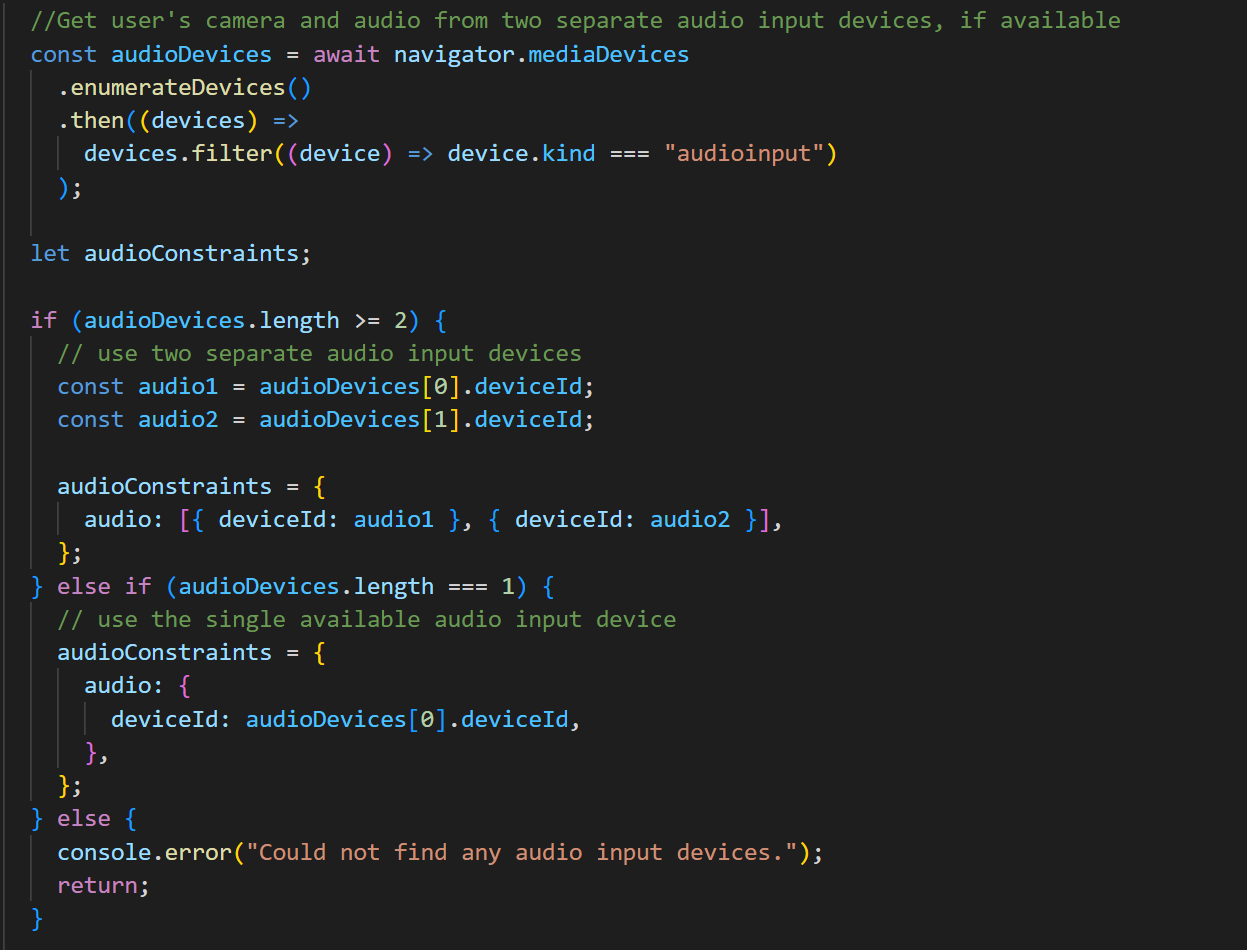 //Get user's camera and audio from two separate audio input devices, if available
const audioDevices = await navigator.mediaDevices
  .enumerateDevices()
  .then((devices) =>
    devices.filter((device) => device.kind === "audioinput")
  );

let audioConstraints;

if (audioDevices.length >= 2) {
  // use two separate audio input devices
  const audio1 = audioDevices[0].deviceId;
  const audio2 = audioDevices[1].deviceId;

  audioConstraints = {
    audio: [{ deviceId: audio1 }, { deviceId: audio2 }],
  };
} else if (audioDevices.length === 1) {
  // use the single available audio input device
  audioConstraints = {
    audio: {
      deviceId: audioDevices[0].deviceId,
    },
  };
} else {
  console.error("Could not find any audio input devices.");
  return;
}